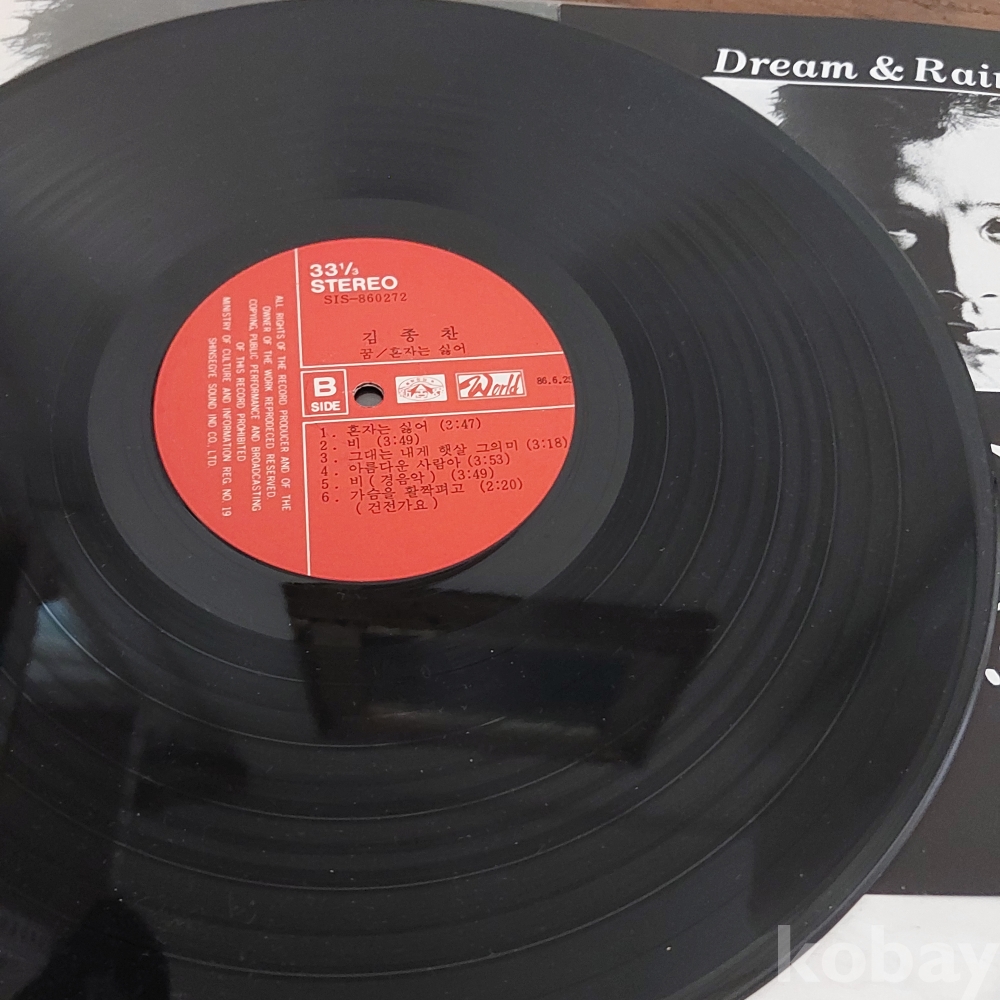 Dream & Rain
33⅓
STEREO
SIS-860272
김 종 찬
꿈/혼자는 싫어
B
SIDE
World
86.6.25
1. 혼자는 싫어 (2:47)
2. 비 (3:49)
3. 그대는 내게 햇살 그의미 (3:18)
4. 아름다운 사람아 (3:53)
5. 비 (경음악) (3:49)
6. 가슴을 활짝펴고 (2:20)
(건전가요)
ALL RIGHTS OF THE RECORD PRODUCER AND OF THE
OWNER OF THE WORK REPRODECED RESERVED.
COPYING, PUBLIC PERFORMANCE AND BROADCASTING
OF THIS RECORD PROHIBITED
MINISTRY OF CULTURE AND INFORMATION REG. NO. 19
SHINSEGYE SOUND IND CO., LTD.
kobay